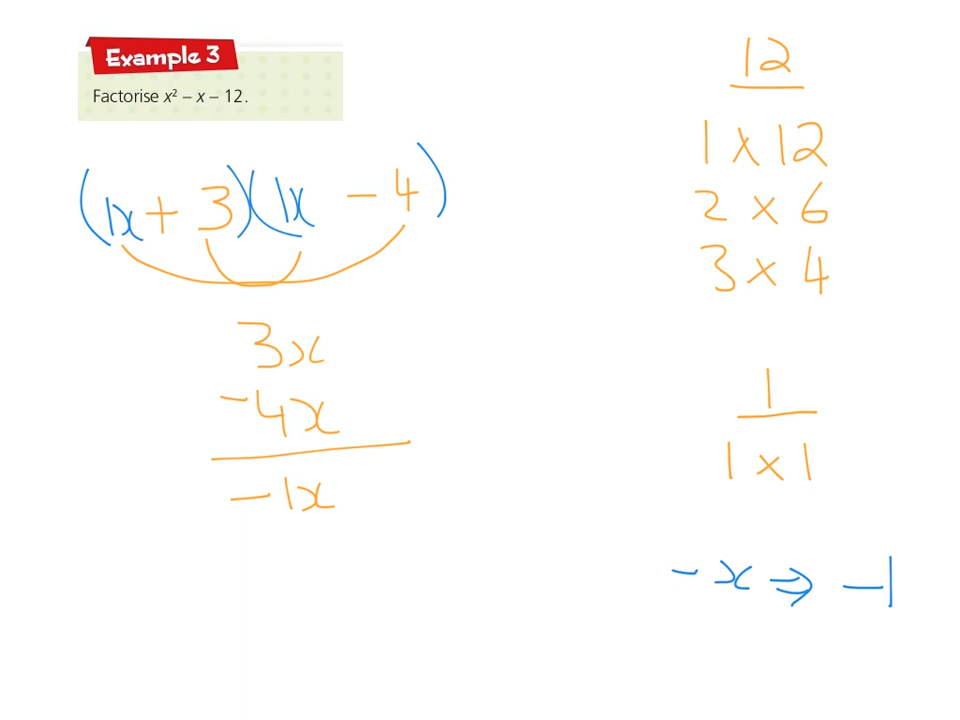 Example 3
Factorise x² – x – 12.
(1x + 3)(1x – 4)
3x
-4x
-1x
12
1 x 12
2 x 6
3 x 4
1
1 x 1
- x ⇒ -1